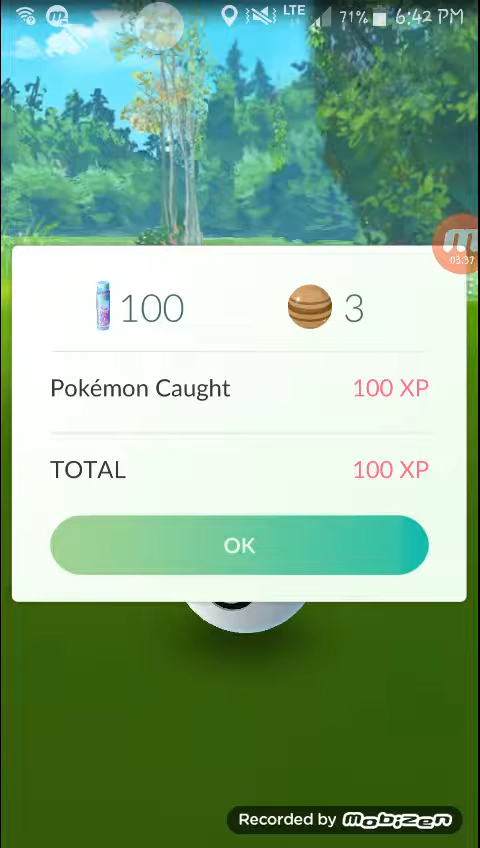 LTE 71% 6:42 PM
03:37
100 3
Pokémon Caught 100 XP
TOTAL 100 XP
OK
Recorded by Mobizen